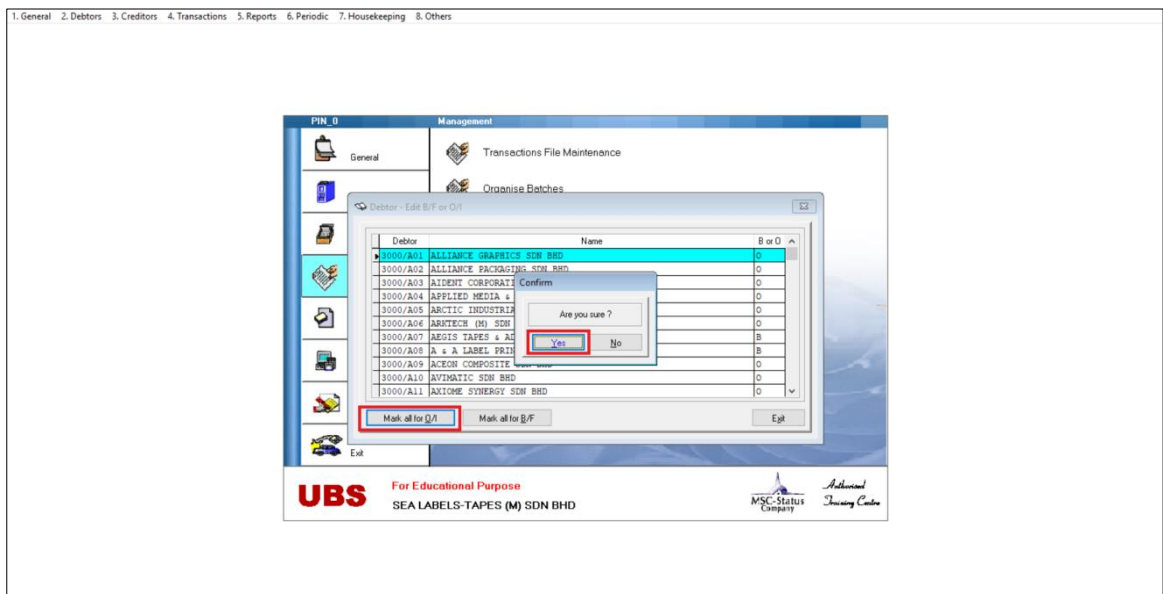 1. General 2. Debtors 3. Creditors 4. Transactions 5. Reports 6. Periodic 7. Housekeeping 8. Others
PIN_0 Management
General
Transactions File Maintenance
Organise Batches
Debtor - Edit B/F or O/I
Debtor Name B or O
3000/A01 ALLIANCE GRAPHICS SDN BHD O
3000/A02 ALLIANCE PACKAGING SDN BHD O
3000/A03 AIDENT CORPORATI O
3000/A04 APPLIED MEDIA & O
3000/A05 ARCTIC INDUSTRIA O
3000/A06 ARKTECH (M) SDN O
3000/A07 AEGIS TAPES & AD B
3000/A08 A & A LABEL PRIN B
3000/A09 ACEON COMPOSITE SDN BHD O
3000/A10 AVIMATIC SDN BHD O
3000/A11 AXIOME SYNERGY SDN BHD O
Confirm
Are you sure ?
Yes No
Mark all for O/I Mark all for B/F Exit
Exit
UBS
For Educational Purpose
SEA LABELS-TAPES (M) SDN BHD
MSC-Status
Company
Authorised
Training Centre